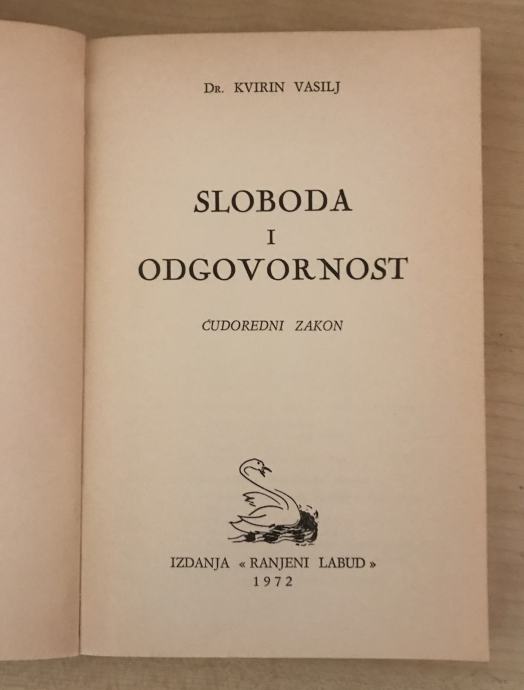 Dr. KVIRIN VASILJ
SLOBODA
I
ODGOVORNOST
ĆUDOREDNI ZAKON
IZDANJA « RANJENI LABUD »
1972